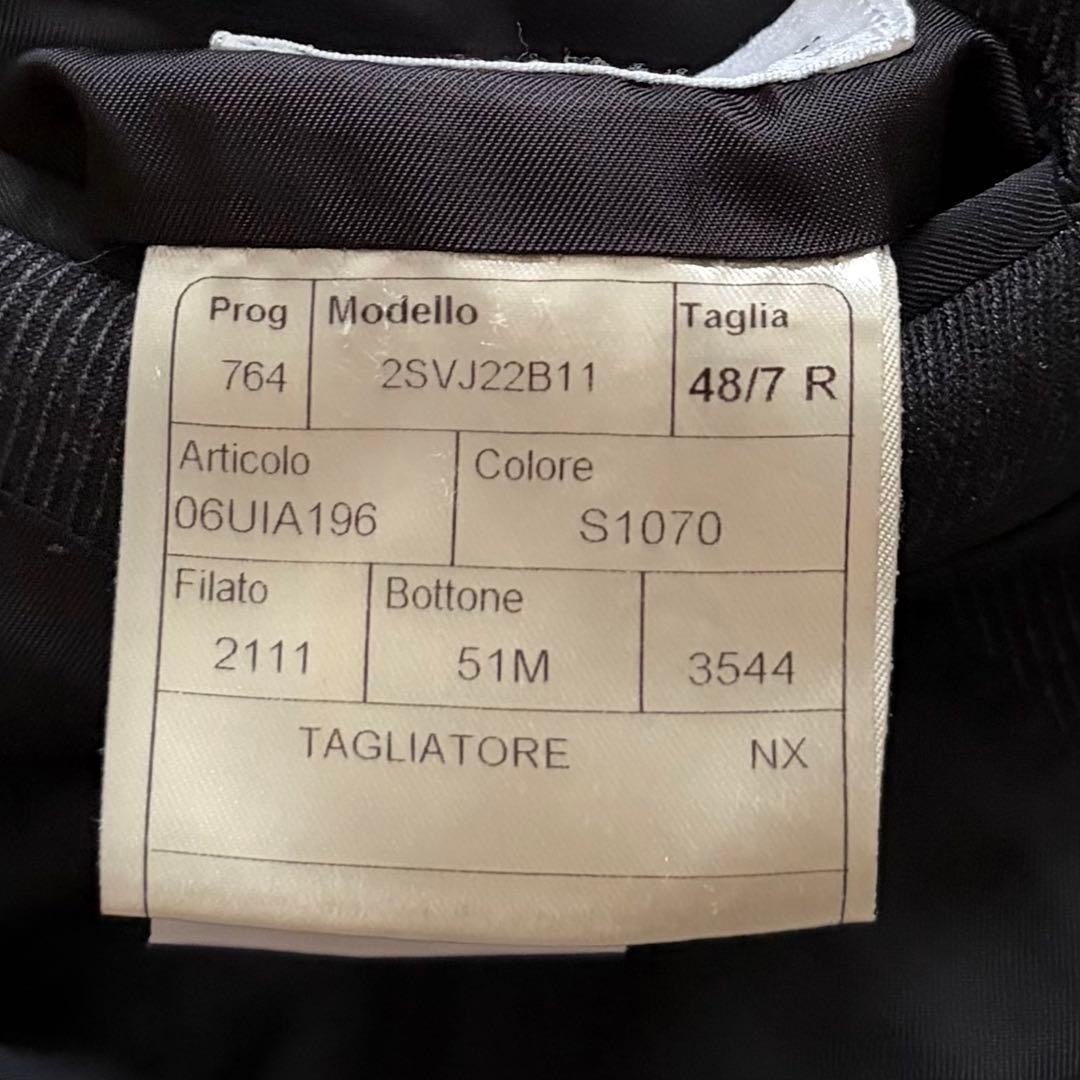 Prog Modello Taglia
764 2SVJ22B11 48/7 R
Articolo Colore
06UIA196 S1070
Filato Bottone
2111 51M 3544
TAGLIATORE NX